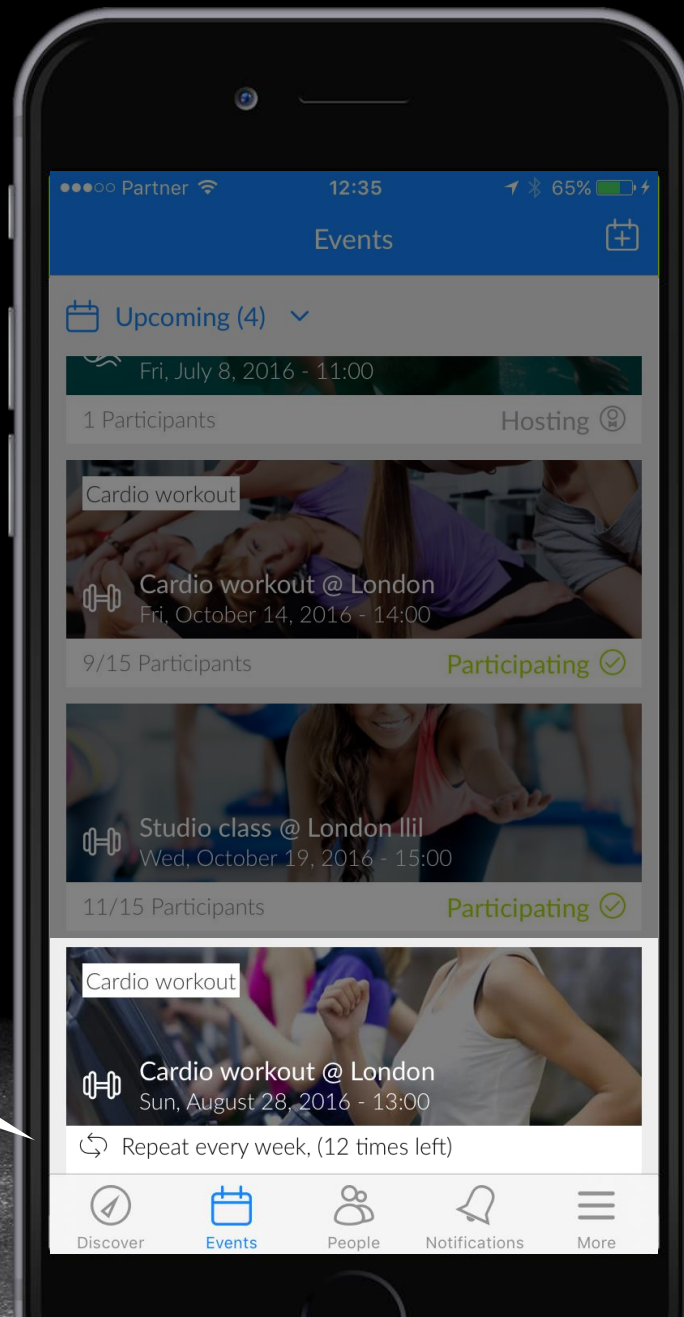 Partner 12:35 65%
Events
Upcoming (4)
Fri, July 8, 2016 - 11:00
1 Participants Hosting
Cardio workout
Cardio workout @ London
Fri, October 14, 2016 - 14:00
9/15 Participants Participating
Studio class @ London llil
Wed, October 19, 2016 - 15:00
11/15 Participants Participating
Cardio workout
Cardio workout @ London
Sun, August 28, 2016 - 13:00
Repeat every week, (12 times left)
Discover Events People Notifications More